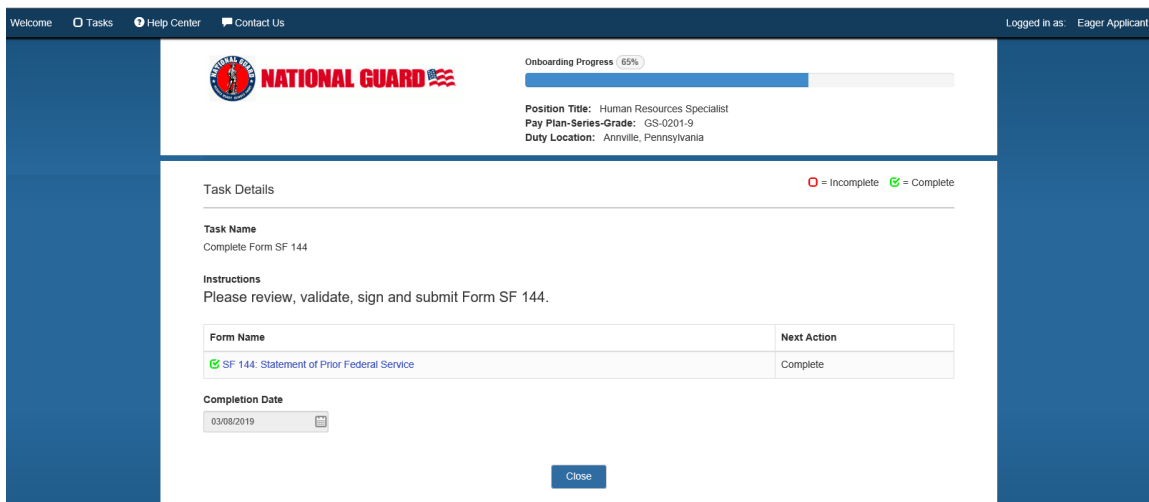 Welcome Tasks Help Center Contact Us Logged in as: Eager Applicant
NATIONAL GUARD
Onboarding Progress 65%
Position Title: Human Resources Specialist
Pay Plan-Series-Grade: GS-0201-9
Duty Location: Annville, Pennsylvania
Task Details
= Incomplete = Complete
Task Name
Complete Form SF 144
Instructions
Please review, validate, sign and submit Form SF 144.
Form Name Next Action
SF 144: Statement of Prior Federal Service Complete
Completion Date
03/08/2019
Close